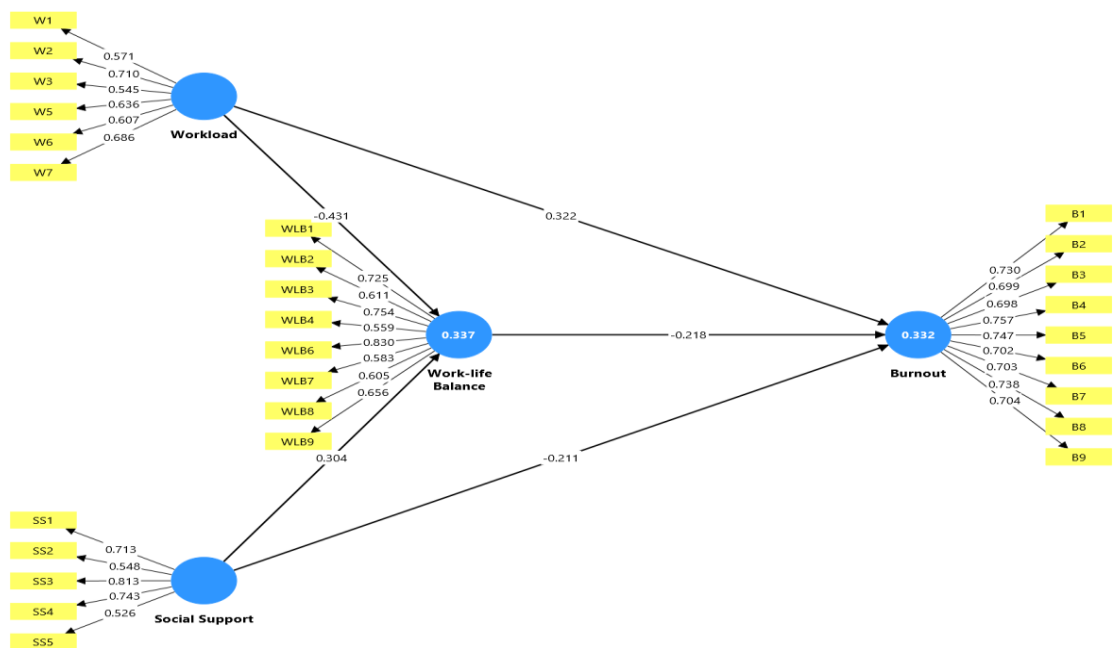 W1
W2
W3
W5
W6
W7
0.571
0.710
0.545
0.636
0.607
0.686
Workload
-0.431
0.322
WLB1
WLB2
WLB3
WLB4
WLB6
WLB7
WLB8
WLB9
0.725
0.611
0.754
0.559
0.830
0.583
0.605
0.656
0.337
Work-life
Balance
-0.218
0.304
-0.211
SS1
SS2
SS3
SS4
SS5
0.713
0.548
0.813
0.743
0.526
Social Support
0.332
Burnout
0.730
0.699
0.698
0.757
0.747
0.702
0.703
0.738
0.704
B1
B2
B3
B4
B5
B6
B7
B8
B9